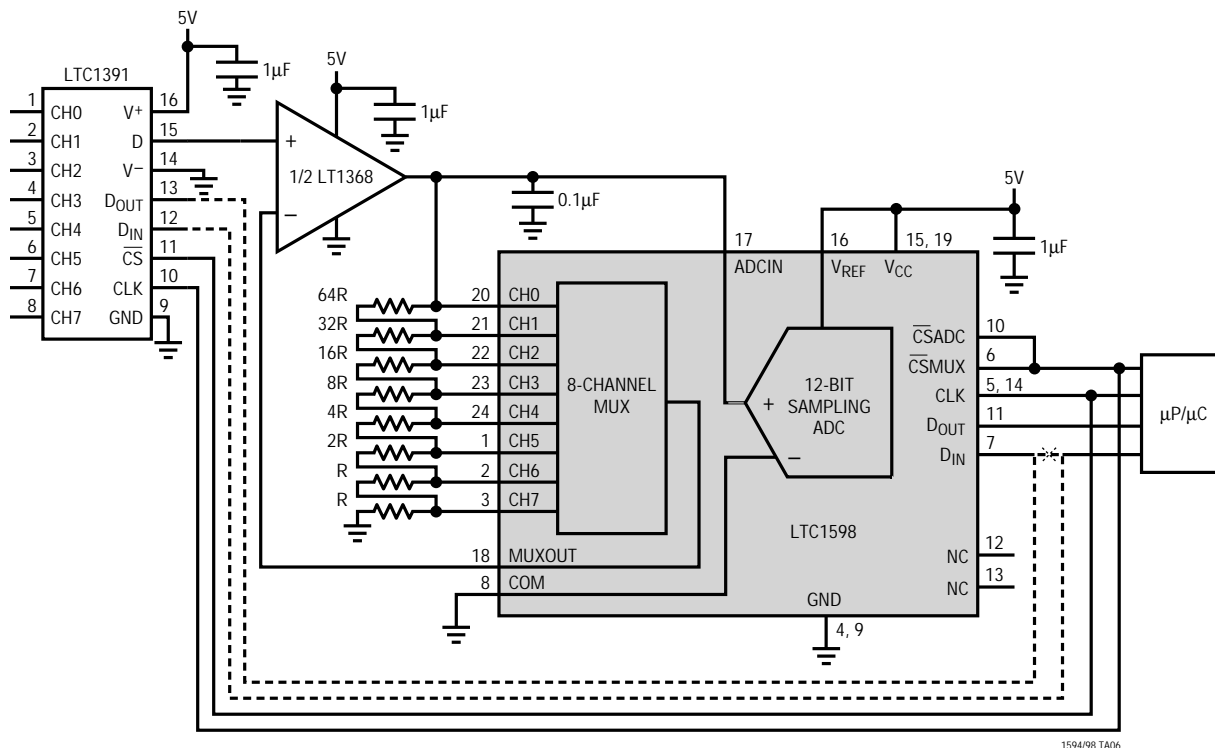 5V
1µF
LTC1391
1 CH0 V+ 16
2 CH1 D 15
3 CH2 V− 14
4 CH3 DOUT 13
5 CH4 DIN 12
6 CH5 C̅S̅ 11
7 CH6 CLK 10
8 CH7 GND 9
5V
1µF
+
1/2 LT1368
−
0.1µF
5V
1µF
17 16 15, 19
ADCIN VREF VCC
64R 20 CH0
32R 21 CH1
16R 22 CH2
8R 23 CH3
4R 24 CH4
2R 1 CH5
R 2 CH6
R 3 CH7
8-CHANNEL
MUX
+
12-BIT
SAMPLING
ADC
−
C̅S̅ADC 10
C̅S̅MUX 6
CLK 5, 14
DOUT 11
DIN 7
µP/µC
LTC1598
18 MUXOUT
8 COM
NC 12
NC 13
GND
4, 9
1594/98 TA06